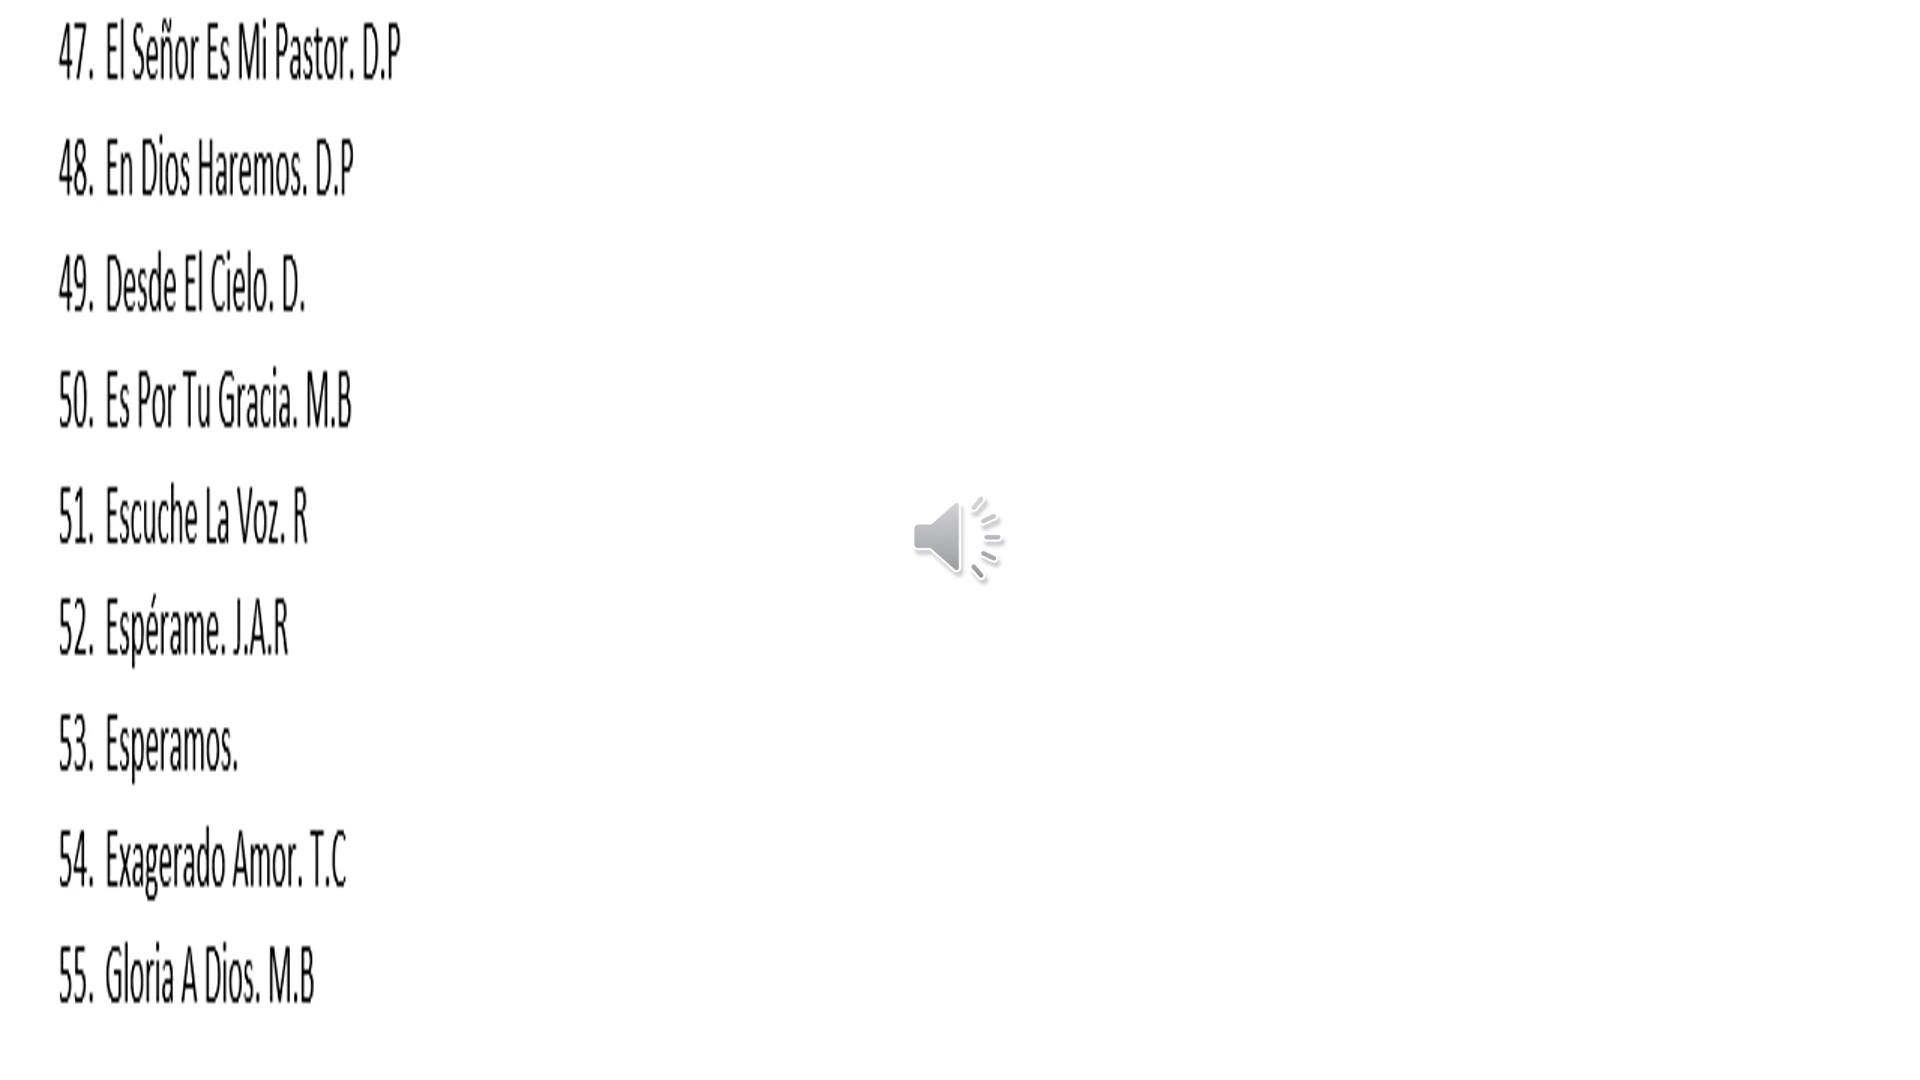 47. El Señor Es Mi Pastor. D.P
48. En Dios Haremos. D.P
49. Desde El Cielo. D.
50. Es Por Tu Gracia. M.B
51. Escuche La Voz. R
52. Espérame. J.A.R
53. Esperamos.
54. Exagerado Amor. T.C
55. Gloria A Dios. M.B